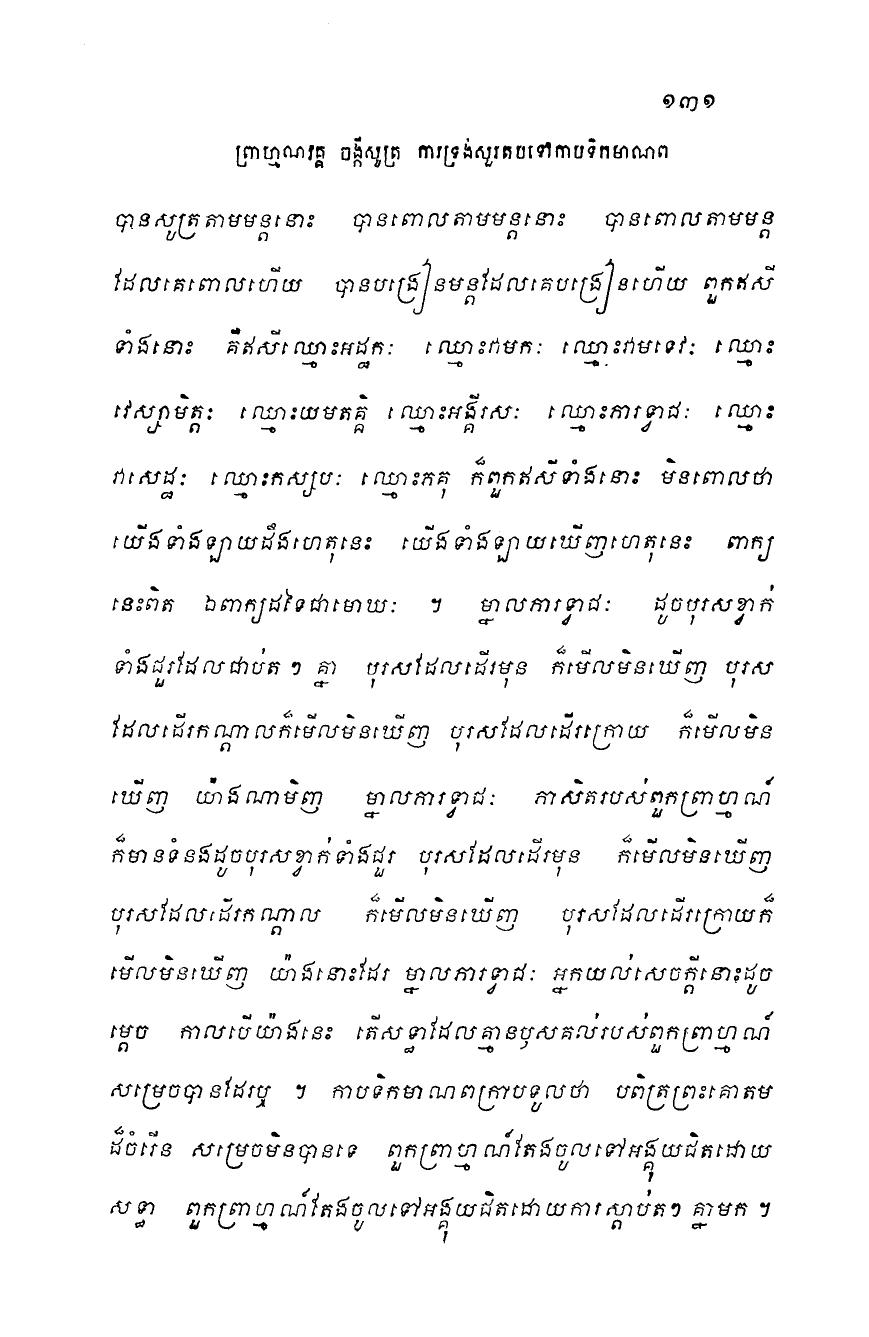 ១៣១
ព្រាហ្មណវគ្គ ចង្កីសូត្រ ការទ្រង់សួរតបទៅកាបទិកមាណព
បានសូត្រតាមមន្តនោះ បានពោលតាមមន្តនោះ បានពោលតាមមន្ត
ដែលគេពោលហើយ បានបង្រៀនមន្តដែលគេបង្រៀនហើយ ពួកឥសី
ទាំងនោះ គឺឥសីឈ្មោះអដ្ឋកៈ ឈ្មោះវាមកៈ ឈ្មោះវាមទេវៈ ឈ្មោះ
វេស្សាមិត្តៈ ឈ្មោះយមតគ្គិ ឈ្មោះអង្គីរសៈ ឈ្មោះភារទ្វាជៈ ឈ្មោះ
វាសេដ្ឋៈ ឈ្មោះកស្សបៈ ឈ្មោះភគុ ក៏ពួកឥសីទាំងនោះ មិនពោលថា
យើងទាំងឡាយដឹងហេតុនេះ យើងទាំងឡាយឃើញហេតុនេះ ពាក្យ
នេះពិត ឯពាក្យដទៃជាមោឃៈ ។ ម្នាលភារទ្វាជៈ ដូចបុរសខ្វាក់
ទាំងជួរដែលជាប់តៗ គ្នា បុរសដែលដើរមុន ក៏មើលមិនឃើញ បុរស
ដែលដើរកណ្តាលក៏មើលមិនឃើញ បុរសដែលដើរក្រោយ ក៏មើលមិន
ឃើញ យ៉ាងណាមិញ ម្នាលភារទ្វាជៈ ភាសិតរបស់ពួកព្រាហ្មណ៍
ក៏មានទំនងដូចបុរសខ្វាក់ទាំងជួរ បុរសដែលដើរមុន ក៏មើលមិនឃើញ
បុរសដែលដើរកណ្តាល ក៏មើលមិនឃើញ បុរសដែលដើរក្រោយក៏
មើលមិនឃើញ យ៉ាងនោះដែរ ម្នាលភារទ្វាជៈ អ្នកយល់សេចក្តីនោះដូច
ម្តេច កាលបើយ៉ាងនេះ តើសទ្ធាដែលគ្មានឫសគល់របស់ពួកព្រាហ្មណ៍
សម្រេចបានដែរឬ ។ កាបទិកមាណពក្រាបទូលថា បពិត្រព្រះគោតម
ដ៏ចំរើន សម្រេចមិនបានទេ ពួកព្រាហ្មណ៍តែងចូលទៅអង្គុយជិតដោយ
សទ្ធា ពួកព្រាហ្មណ៍តែងចូលទៅអង្គុយជិតដោយការស្តាប់តៗ គ្នាមក ។